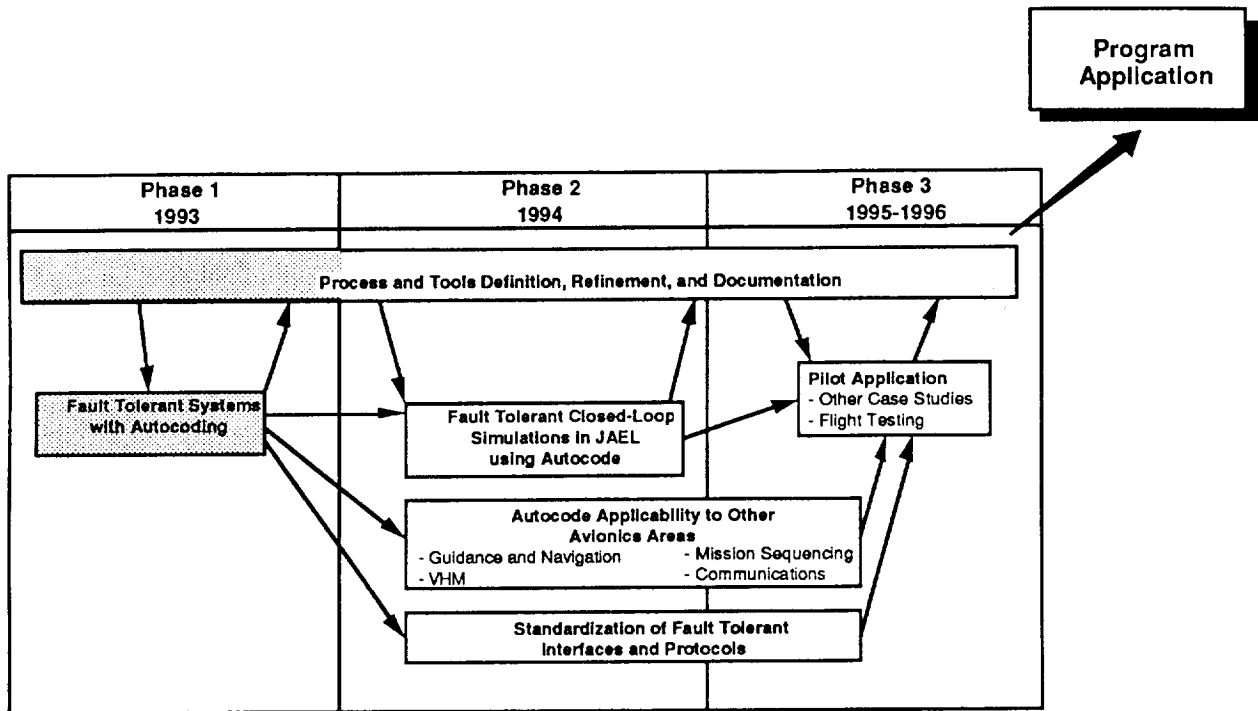 Program
Application
Phase 1
1993
Phase 2
1994
Phase 3
1995-1996
Process and Tools Definition, Refinement, and Documentation
Fault Tolerant Systems
with Autocoding
Fault Tolerant Closed-Loop
Simulations in JAEL
using Autocode
Pilot Application
- Other Case Studies
- Flight Testing
Autocode Applicability to Other
Avionics Areas
- Guidance and Navigation
- VHM
- Mission Sequencing
- Communications
Standardization of Fault Tolerant
Interfaces and Protocols